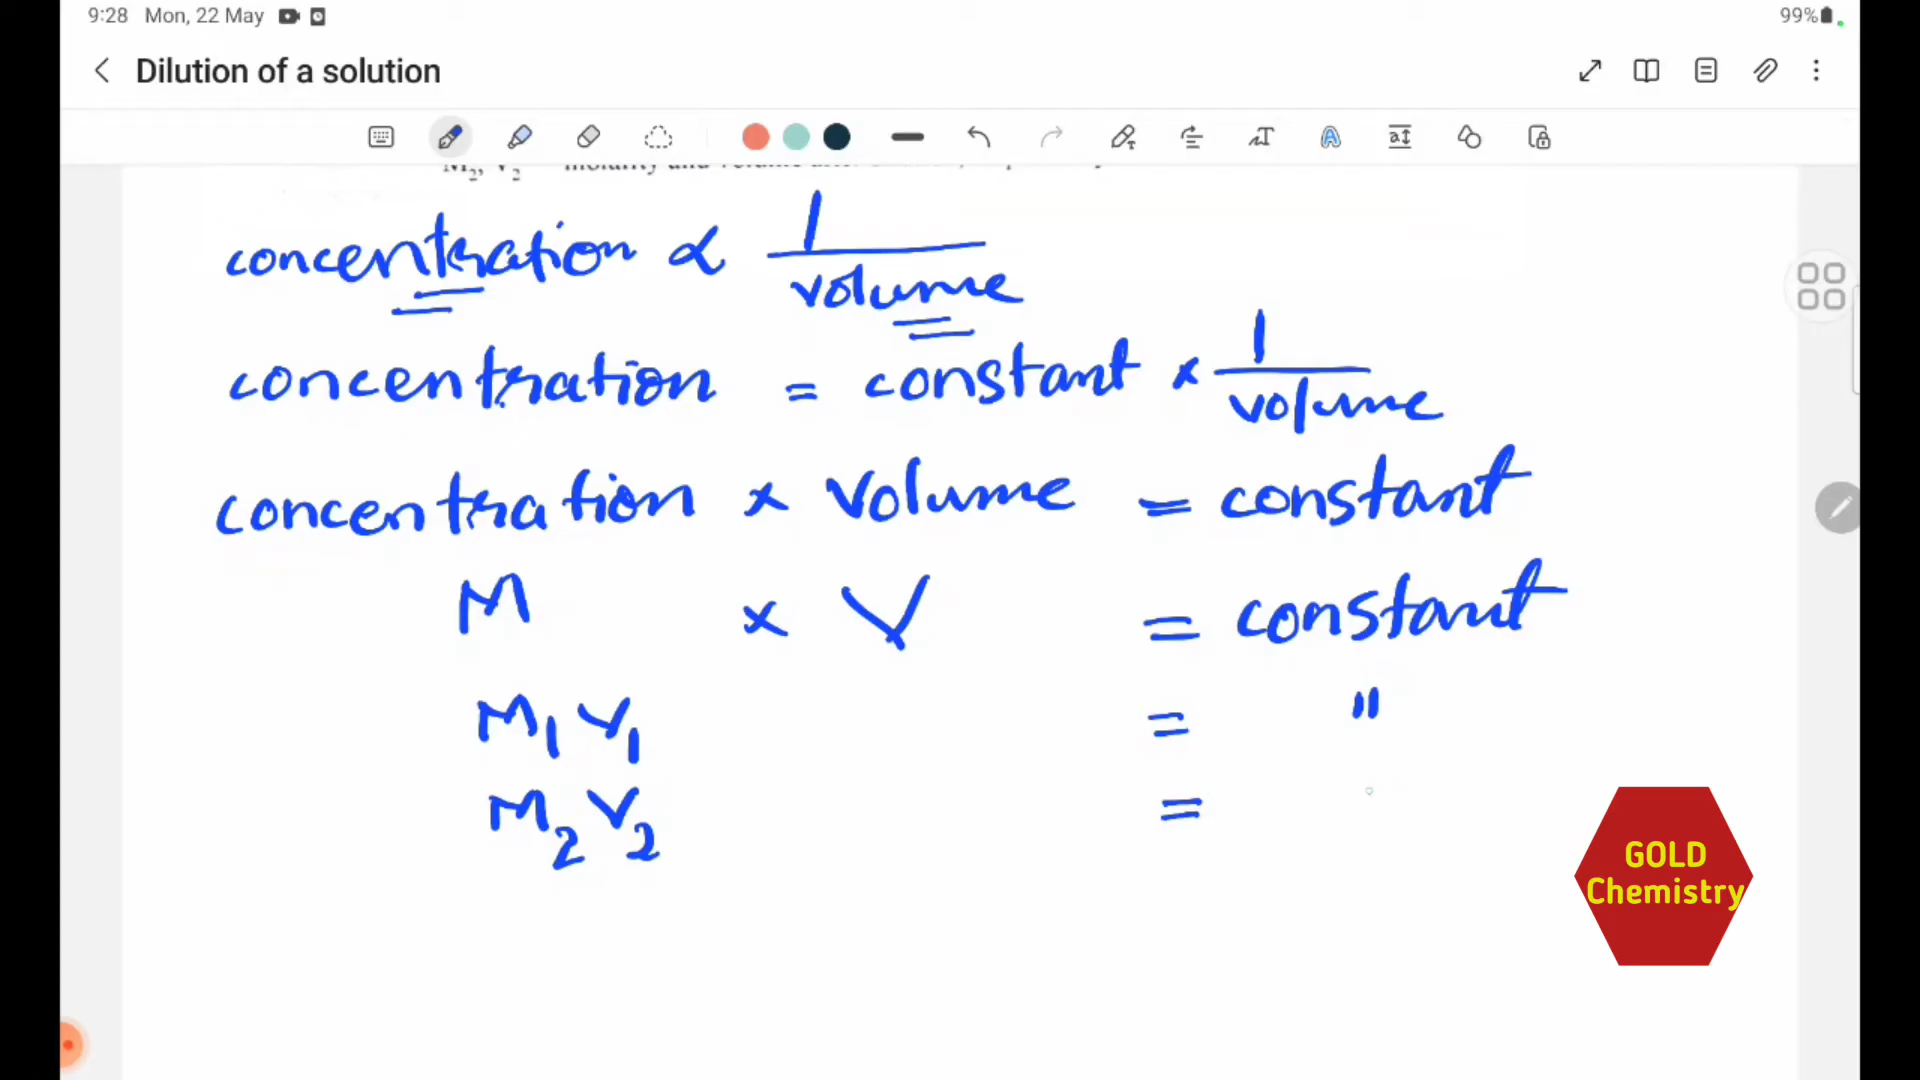 9:28 Mon, 22 May 99%
Dilution of a solution
concentration ∝ 1/volume
concentration = constant × 1/volume
concentration × volume = constant
M × V = constant
M₁V₁ = "
M₂V₂ =
GOLD
Chemistry